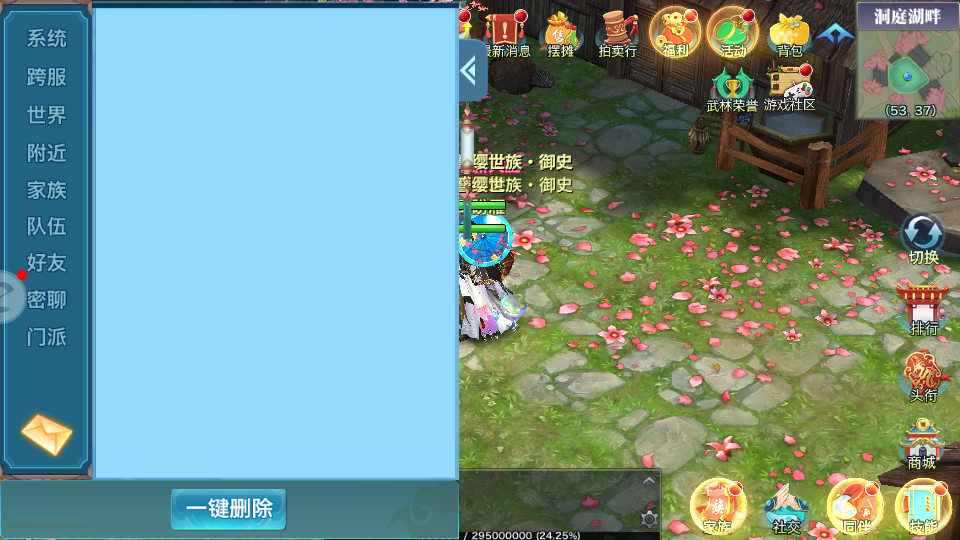 系统
跨服
世界
附近
家族
队伍
好友
密聊
门派
一键删除
最新消息
摆摊
售
拍卖行
福利
活动
背包
武林荣誉
游戏社区
洞庭湖畔
(53, 37)
缨世族·御史
缨世族·御史
切换
排行
头衔
商城
族
家族
社交
同伴
技能
/ 295000000 (24.25%)